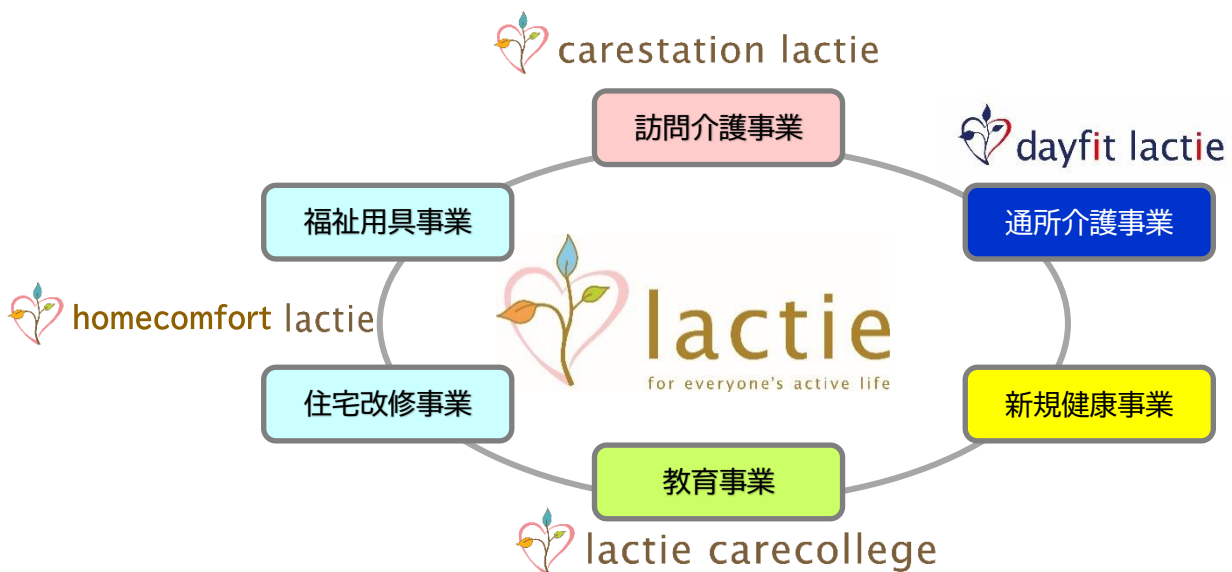 carestation lactie
訪問介護事業
dayfit lactie
福祉用具事業
通所介護事業
homecomfort lactie
lactie
for everyone's active life
住宅改修事業
新規健康事業
教育事業
lactie carecollege